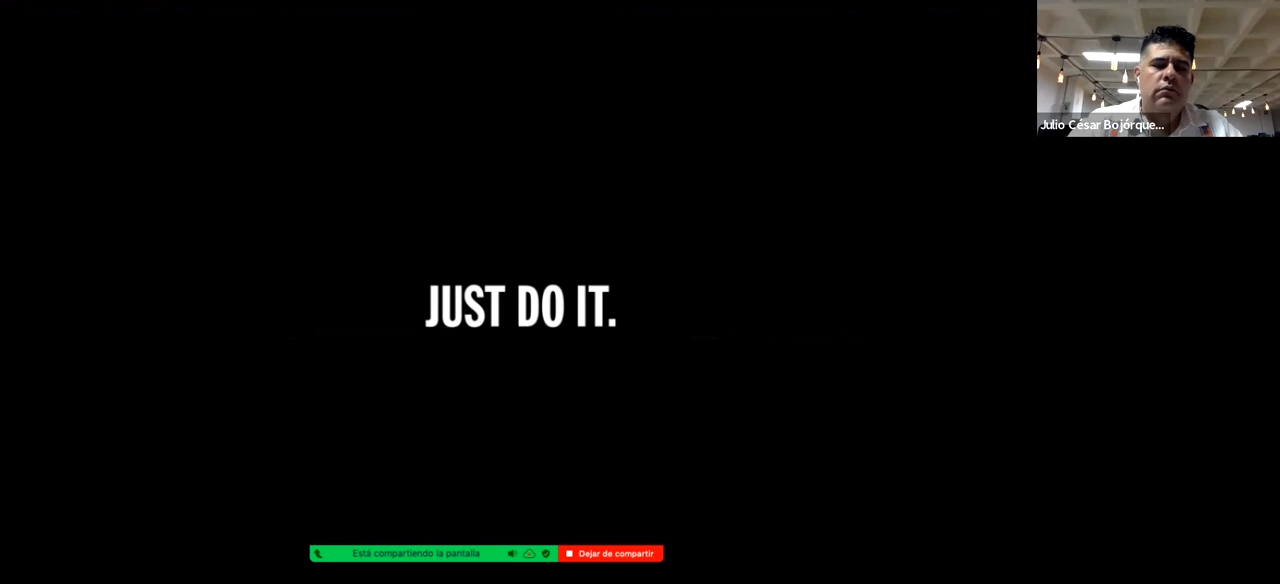 Julio César Bojórque...
JUST DO IT.
Está compartiendo la pantalla
Dejar de compartir